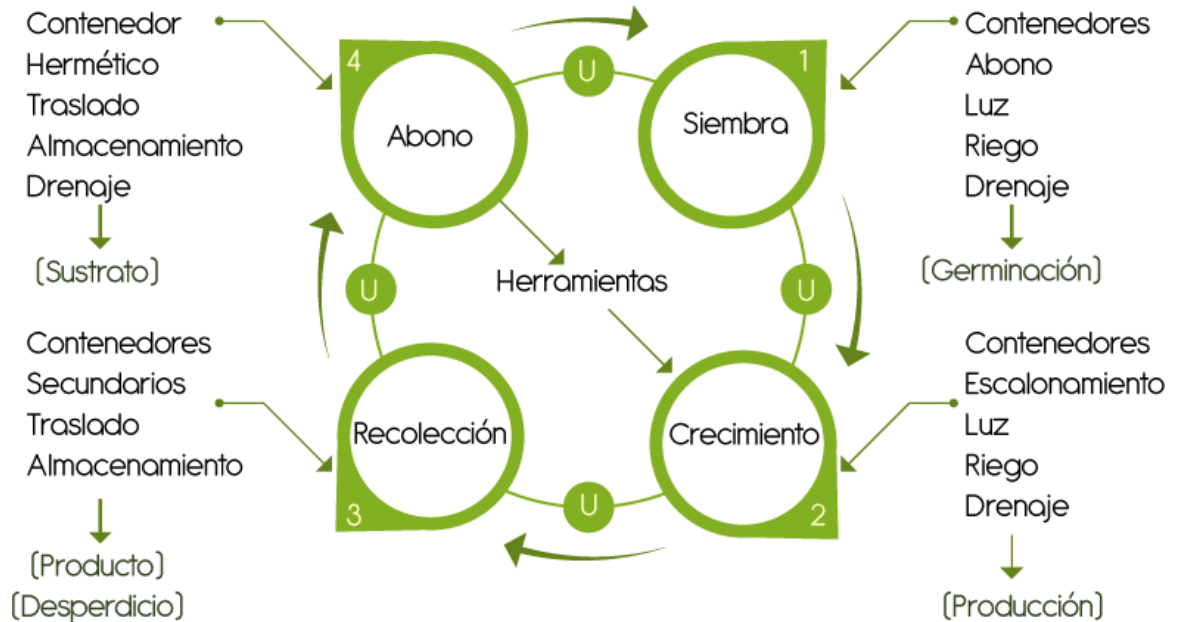 Contenedor
Hermético
Traslado
Almacenamiento
Drenaje
(Sustrato)
4
Abono
U
1
Siembra
Contenedores
Abono
Luz
Riego
Drenaje
(Germinación)
U
Herramientas
U
Contenedores
Secundarios
Traslado
Almacenamiento
(Producto)
(Desperdicio)
Recolección
3
U
Crecimiento
2
Contenedores
Escalonamiento
Luz
Riego
Drenaje
(Producción)